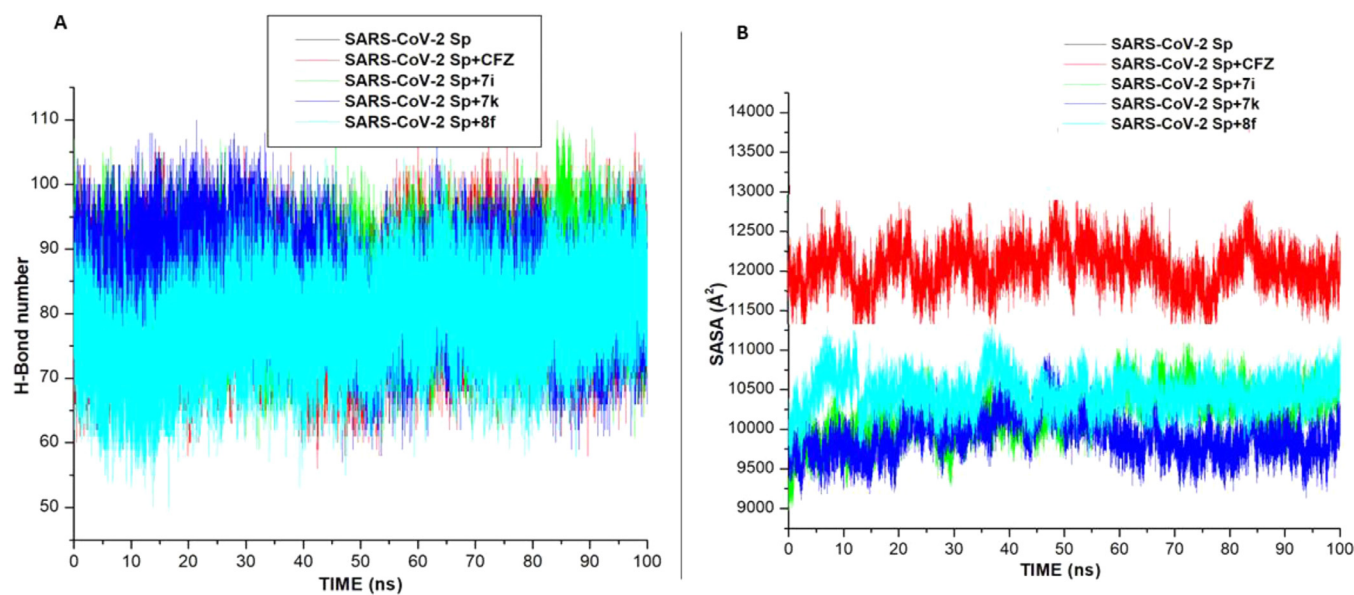 A
SARS-CoV-2 Sp
SARS-CoV-2 Sp+CFZ
SARS-CoV-2 Sp+7i
SARS-CoV-2 Sp+7k
SARS-CoV-2 Sp+8f
H-Bond number
110
100
90
80
70
60
50
0 10 20 30 40 50 60 70 80 90 100
TIME (ns)
B
SARS-CoV-2 Sp
SARS-CoV-2 Sp+CFZ
SARS-CoV-2 Sp+7i
SARS-CoV-2 Sp+7k
SARS-CoV-2 Sp+8f
SASA (Å²)
14000
13500
13000
12500
12000
11500
11000
10500
10000
9500
9000
0 10 20 30 40 50 60 70 80 90 100
TIME (ns)